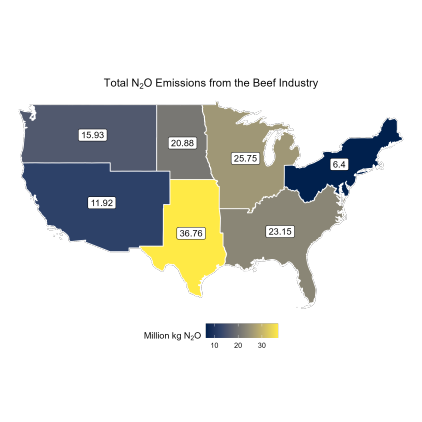 Total N₂O Emissions from the Beef Industry
15.93
20.88
25.75
6.4
11.92
36.76
23.15
Million kg N₂O
10 20 30